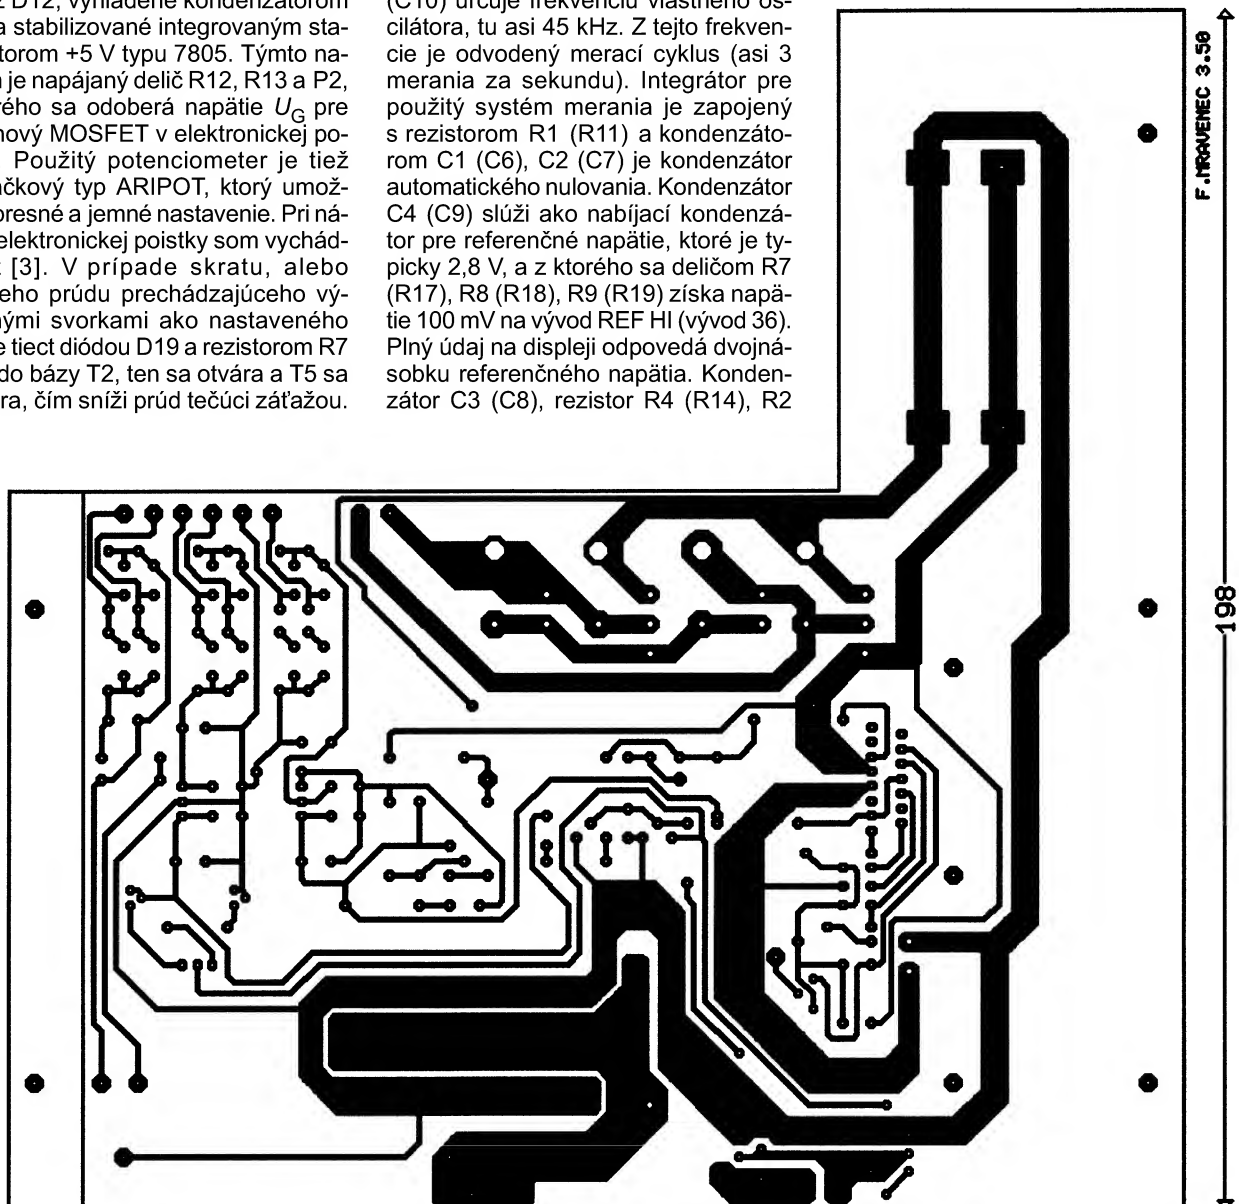 z D12, vyhladené kondenzátorom
a stabilizované integrovaným sta-
torom +5 V typu 7805. Týmto na-
je napájaný delič R12, R13 a P2,
rého sa odoberá napätie UG pre
nový MOSFET v elektronickej po-
Použitý potenciometer je tiež
čkový typ ARIPOT, ktorý umož-
presné a jemné nastavenie. Pri ná-
elektronickej poistky som vychád-
[3]. V prípade skratu, alebo
eho prúdu prechádzajúceho vý-
nými svorkami ako nastaveného
e tiecť diódou D19 a rezistorom R7
do bázy T2, ten sa otvára a T5 sa
ra, čím sníži prúd tečúci záťažou.
(C10) určuje frekvenciu vlastného os-
cilátora, tu asi 45 kHz. Z tejto frekven-
cie je odvodený merací cyklus (asi 3
merania za sekundu). Integrátor pre
použitý systém merania je zapojený
s rezistorom R1 (R11) a kondenzáto-
rom C1 (C6), C2 (C7) je kondenzátor
automatického nulovania. Kondenzátor
C4 (C9) slúži ako nabíjací kondenzá-
tor pre referenčné napätie, ktoré je ty-
picky 2,8 V, a z ktorého sa deličom R7
(R17), R8 (R18), R9 (R19) získa napä-
tie 100 mV na vývod REF HI (vývod 36).
Plný údaj na displeji odpovedá dvojná-
sobku referenčného napätia. Konden-
zátor C3 (C8), rezistor R4 (R14), R2
F.MRAVENEC 3.50
198